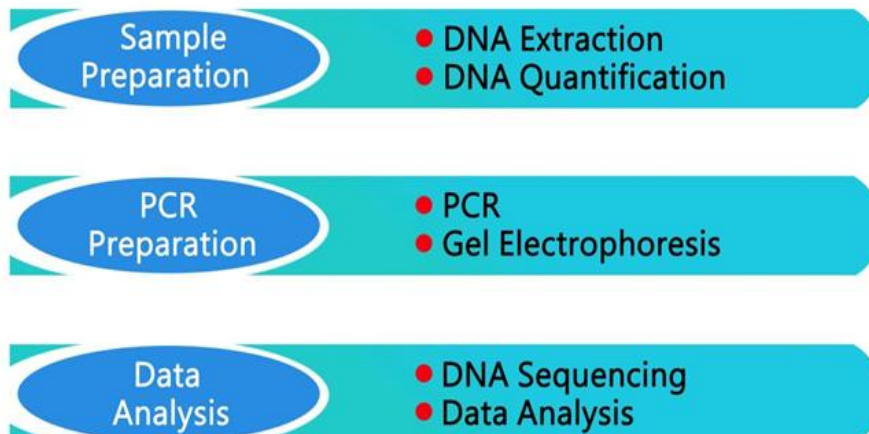 Sample
Preparation
DNA Extraction
DNA Quantification
PCR
Preparation
PCR
Gel Electrophoresis
Data
Analysis
DNA Sequencing
Data Analysis